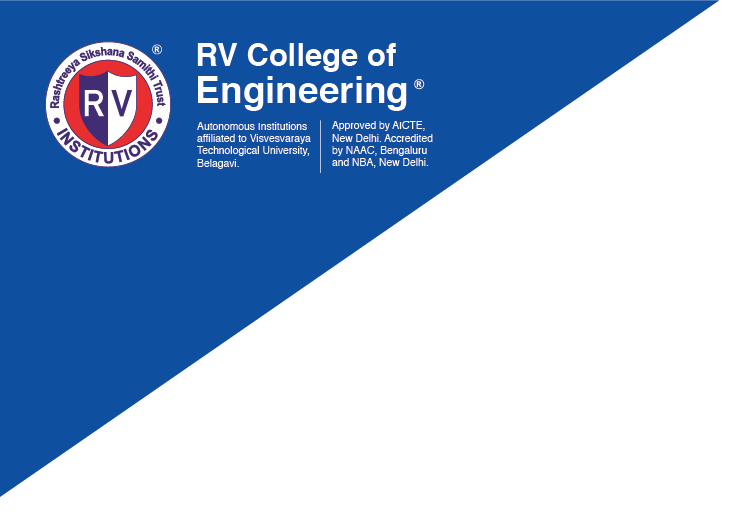 Rashtreeya Sikshana Samithi Trust
®
RV
INSTITUTIONS
RV College of
Engineering ®
Autonomous Institutions
affiliated to Visvesvaraya
Technological University,
Belagavi.
Approved by AICTE,
New Delhi. Accredited
by NAAC, Bengaluru
and NBA, New Delhi.